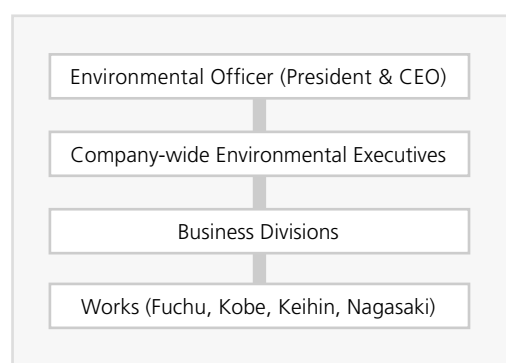 Environmental Officer (President & CEO)
Company-wide Environmental Executives
Business Divisions
Works (Fuchu, Kobe, Keihin, Nagasaki)